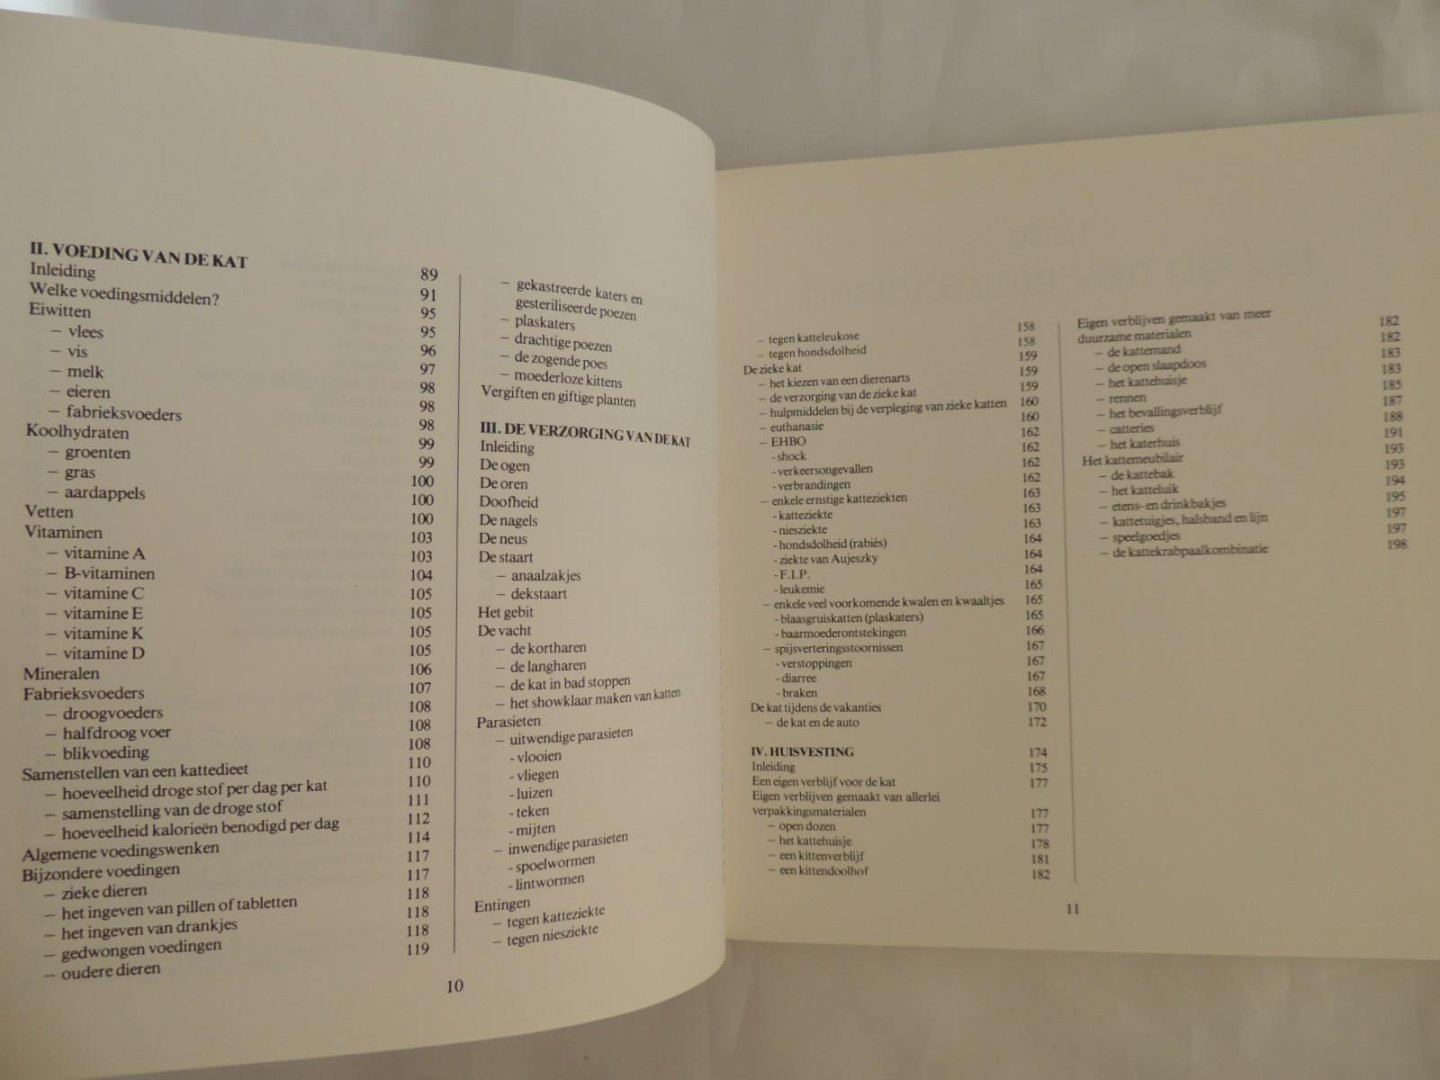 II. VOEDING VAN DE KAT 89
Inleiding 91
Welke voedingsmiddelen? 95
Eiwitten 95
– vlees 96
– vis 97
– melk 98
– eieren 98
– fabrieksvoeders 98
Koolhydraten 99
– groenten 99
– gras 100
– aardappels 100
Vetten 100
Vitaminen 103
– vitamine A 103
– B-vitaminen 104
– vitamine C 105
– vitamine E 105
– vitamine K 105
– vitamine D 105
Mineralen 106
Fabrieksvoeders 107
– droogvoeders 108
– halfdroog voer 108
– blikvoeding 108
Samenstellen van een kattedieet 110
– hoeveelheid droge stof per dag per kat 110
– samenstelling van de droge stof 111
– hoeveelheid kalorieën benodigd per dag 112
Algemene voedingswenken 114
Bijzondere voedingen 117
– zieke dieren 117
– het ingeven van pillen of tabletten 118
– het ingeven van drankjes 118
– gedwongen voedingen 118
– oudere dieren 119
– gekastreerde katers en
gesteriliseerde poezen
– plaskaters
– drachtige poezen
– de zogende poes
– moederloze kittens
Vergiften en giftige planten
III. DE VERZORGING VAN DE KAT
Inleiding
De ogen
De oren
Doofheid
De nagels
De neus
De staart
– anaalzakjes
– dekstaart
Het gebit
De vacht
– de kortharen
– de langharen
– de kat in bad stoppen
– het showklaar maken van katten
Parasieten
– uitwendige parasieten
- vlooien
- vliegen
- luizen
- teken
- mijten
– inwendige parasieten
- spoelwormen
- lintwormen
Entingen
– tegen katteziekte
– tegen niesziekte
10
– tegen katteleukose 158
– tegen hondsdolheid 158
De zieke kat 159
– het kiezen van een dierenarts 159
– de verzorging van de zieke kat 159
– hulpmiddelen bij de verpleging van zieke katten 160
– euthanasie 160
– EHBO 162
- shock 162
- verkeersongevallen 162
- verbrandingen 162
– enkele ernstige katteziekten 163
- katteziekte 163
- niesziekte 163
- hondsdolheid (rabiës) 164
- ziekte van Aujeszky 164
- F.I.P. 164
- leukemie 165
– enkele veel voorkomende kwalen en kwaaltjes 165
- blaasgruiskatten (plaskaters) 165
- baarmoederontstekingen 166
– spijsverteringsstoornissen 167
- verstoppingen 167
- diarree 167
- braken 168
De kat tijdens de vakanties 170
– de kat en de auto 172
IV. HUISVESTING 174
Inleiding 175
Een eigen verblijf voor de kat 177
Eigen verblijven gemaakt van allerlei
verpakkingsmaterialen 177
– open dozen 177
– het kattehuisje 178
– een kittenverblijf 181
– een kittendoolhof 182
Eigen verblijven gemaakt van meer
duurzame materialen 182
– de kattemand 182
– de open slaapdoos 183
– het kattehuisje 183
– rennen 185
– het bevallingsverblijf 187
– catteries 188
– het katerhuis 191
Het kattemeubilair 193
– de kattebak 193
– het katteluik 194
– etens- en drinkbakjes 195
– kattetuigjes, halsband en lijn 197
– speelgoedjes 197
– de kattekrabpaalkombinatie 198
11